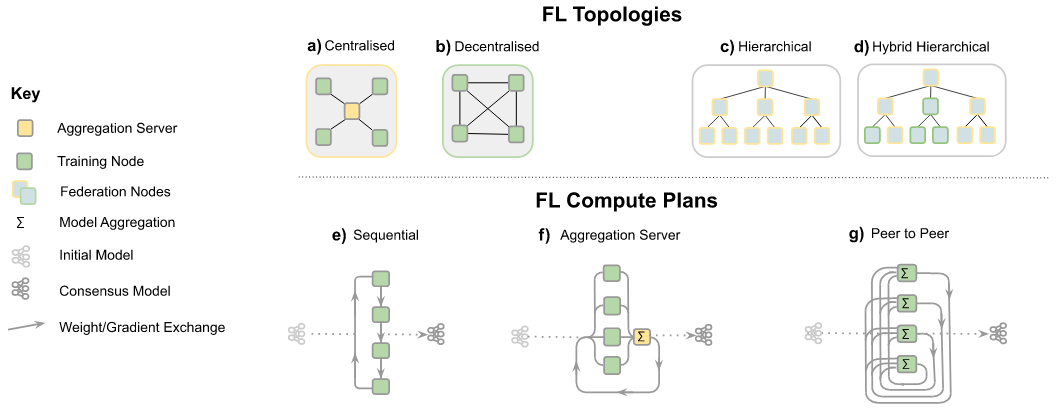 FL Topologies
a) Centralised
b) Decentralised
c) Hierarchical
d) Hybrid Hierarchical
Key
Aggregation Server
Training Node
Federation Nodes
Σ Model Aggregation
Initial Model
Consensus Model
Weight/Gradient Exchange
FL Compute Plans
e) Sequential
f) Aggregation Server
g) Peer to Peer
Σ
Σ
Σ
Σ
Σ